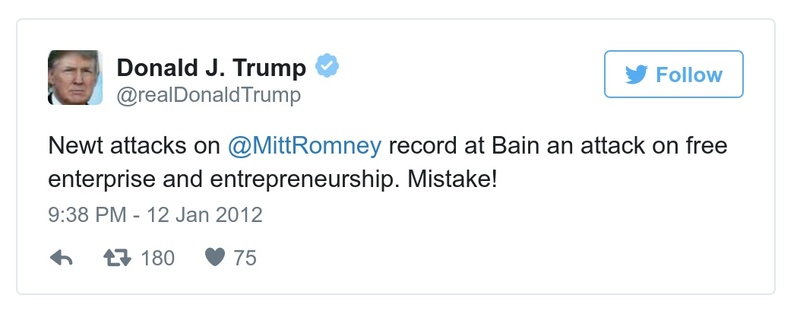 Donald J. Trump
@realDonaldTrump
Follow
Newt attacks on @MittRomney record at Bain an attack on free
enterprise and entrepreneurship. Mistake!
9:38 PM - 12 Jan 2012
180 75